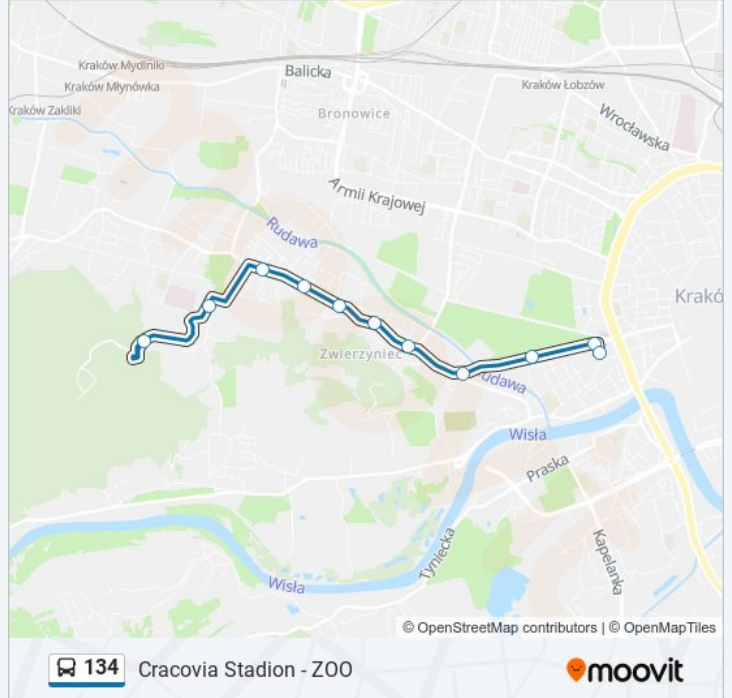 Kraków Mydlniki
Balicka
Kraków Młynówka
Kraków Łobzów
Kraków Zakliki
Bronowice
Wrocławska
Armii Krajowej
Rudawa
Krakó
Zwierzyniec
Rudawa
Wisła
Praska
Tyniecka
Kapelanka
Wisła
© OpenStreetMap contributors | © OpenMapTiles
134 Cracovia Stadion - ZOO
moovit